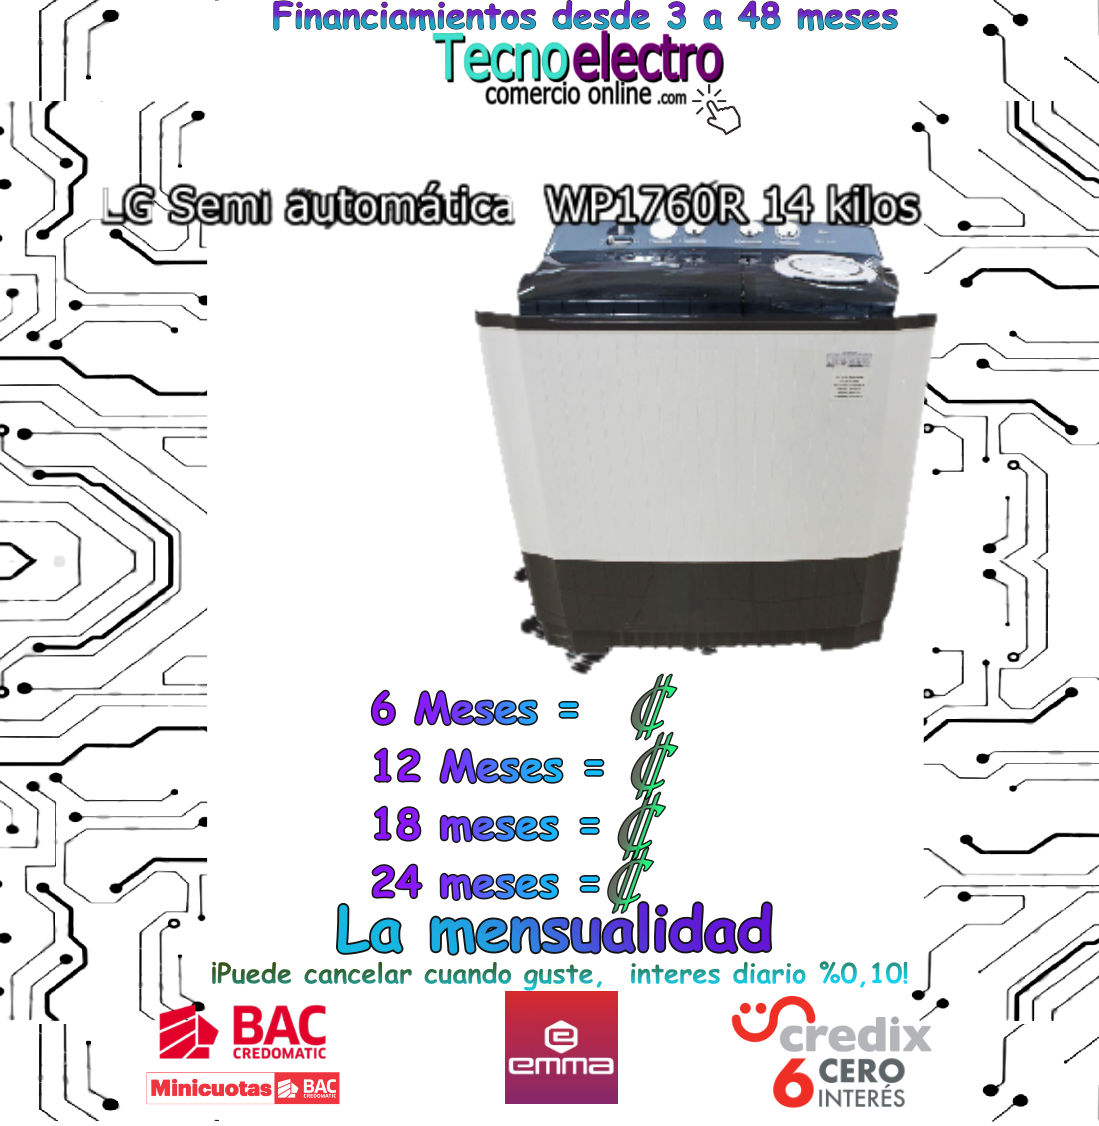 Financiamientos desde 3 a 48 meses
Tecnoelectro
comercio online .com
LG Semi automática WP1760R 14 kilos
6 Meses = ₡
12 Meses = ₡
18 meses = ₡
24 meses = ₡
La mensualidad
¡Puede cancelar cuando guste, interes diario %0,10!
BAC
CREDOMATIC
Minicuotas BAC
CREDOMATIC
emma
credix
6 CERO
INTERÉS